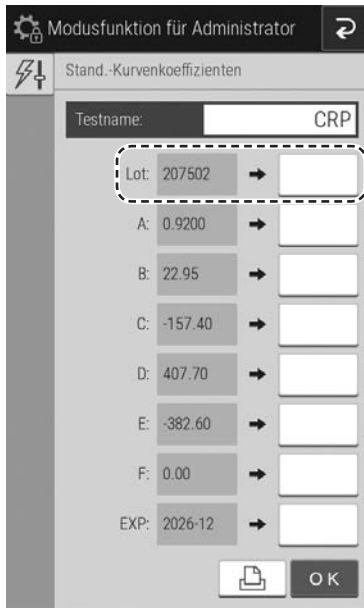 Modusfunktion für Administrator
Stand.-Kurvenkoeffizienten
Testname: CRP
Lot: 207502
A: 0.9200
B: 22.95
C: -157.40
D: 407.70
E: -382.60
F: 0.00
EXP: 2026-12
OK